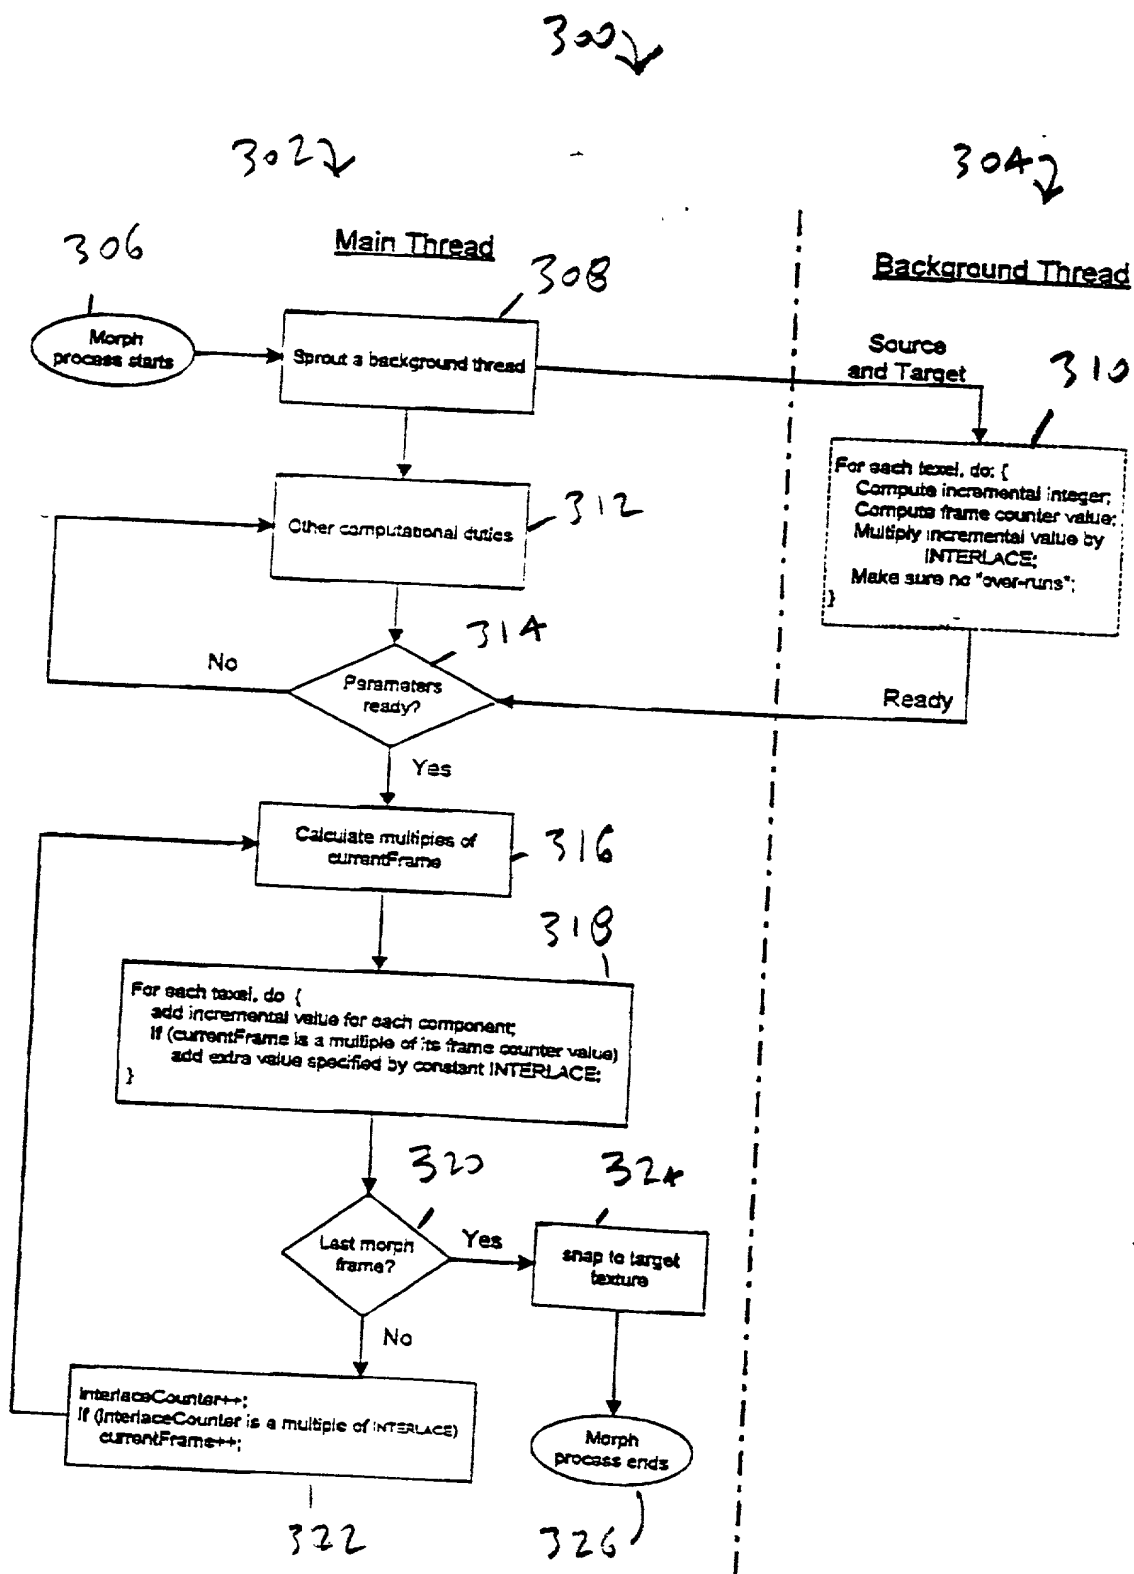 300
302
304
306
Main Thread
308
Background Thread
Morph
process starts
Sprout a background thread
Source
and Target
310
For each texel, do: {
Compute incremental integer;
Compute frame counter value;
Multiply incremental value by
INTERLACE;
Make sure no "over-runs";
}
Other computational duties
312
314
No
Parameters
ready?
Ready
Yes
Calculate multiples of
currentFrame
316
318
For each texel, do {
add incremental value for each component;
If (currentFrame is a multiple of its frame counter value)
add extra value specified by constant INTERLACE;
}
320
324
Last morph
frame?
Yes
snap to target
texture
No
InterlaceCounter++;
If (InterlaceCounter is a multiple of INTERLACE)
currentFrame++;
Morph
process ends
322
326